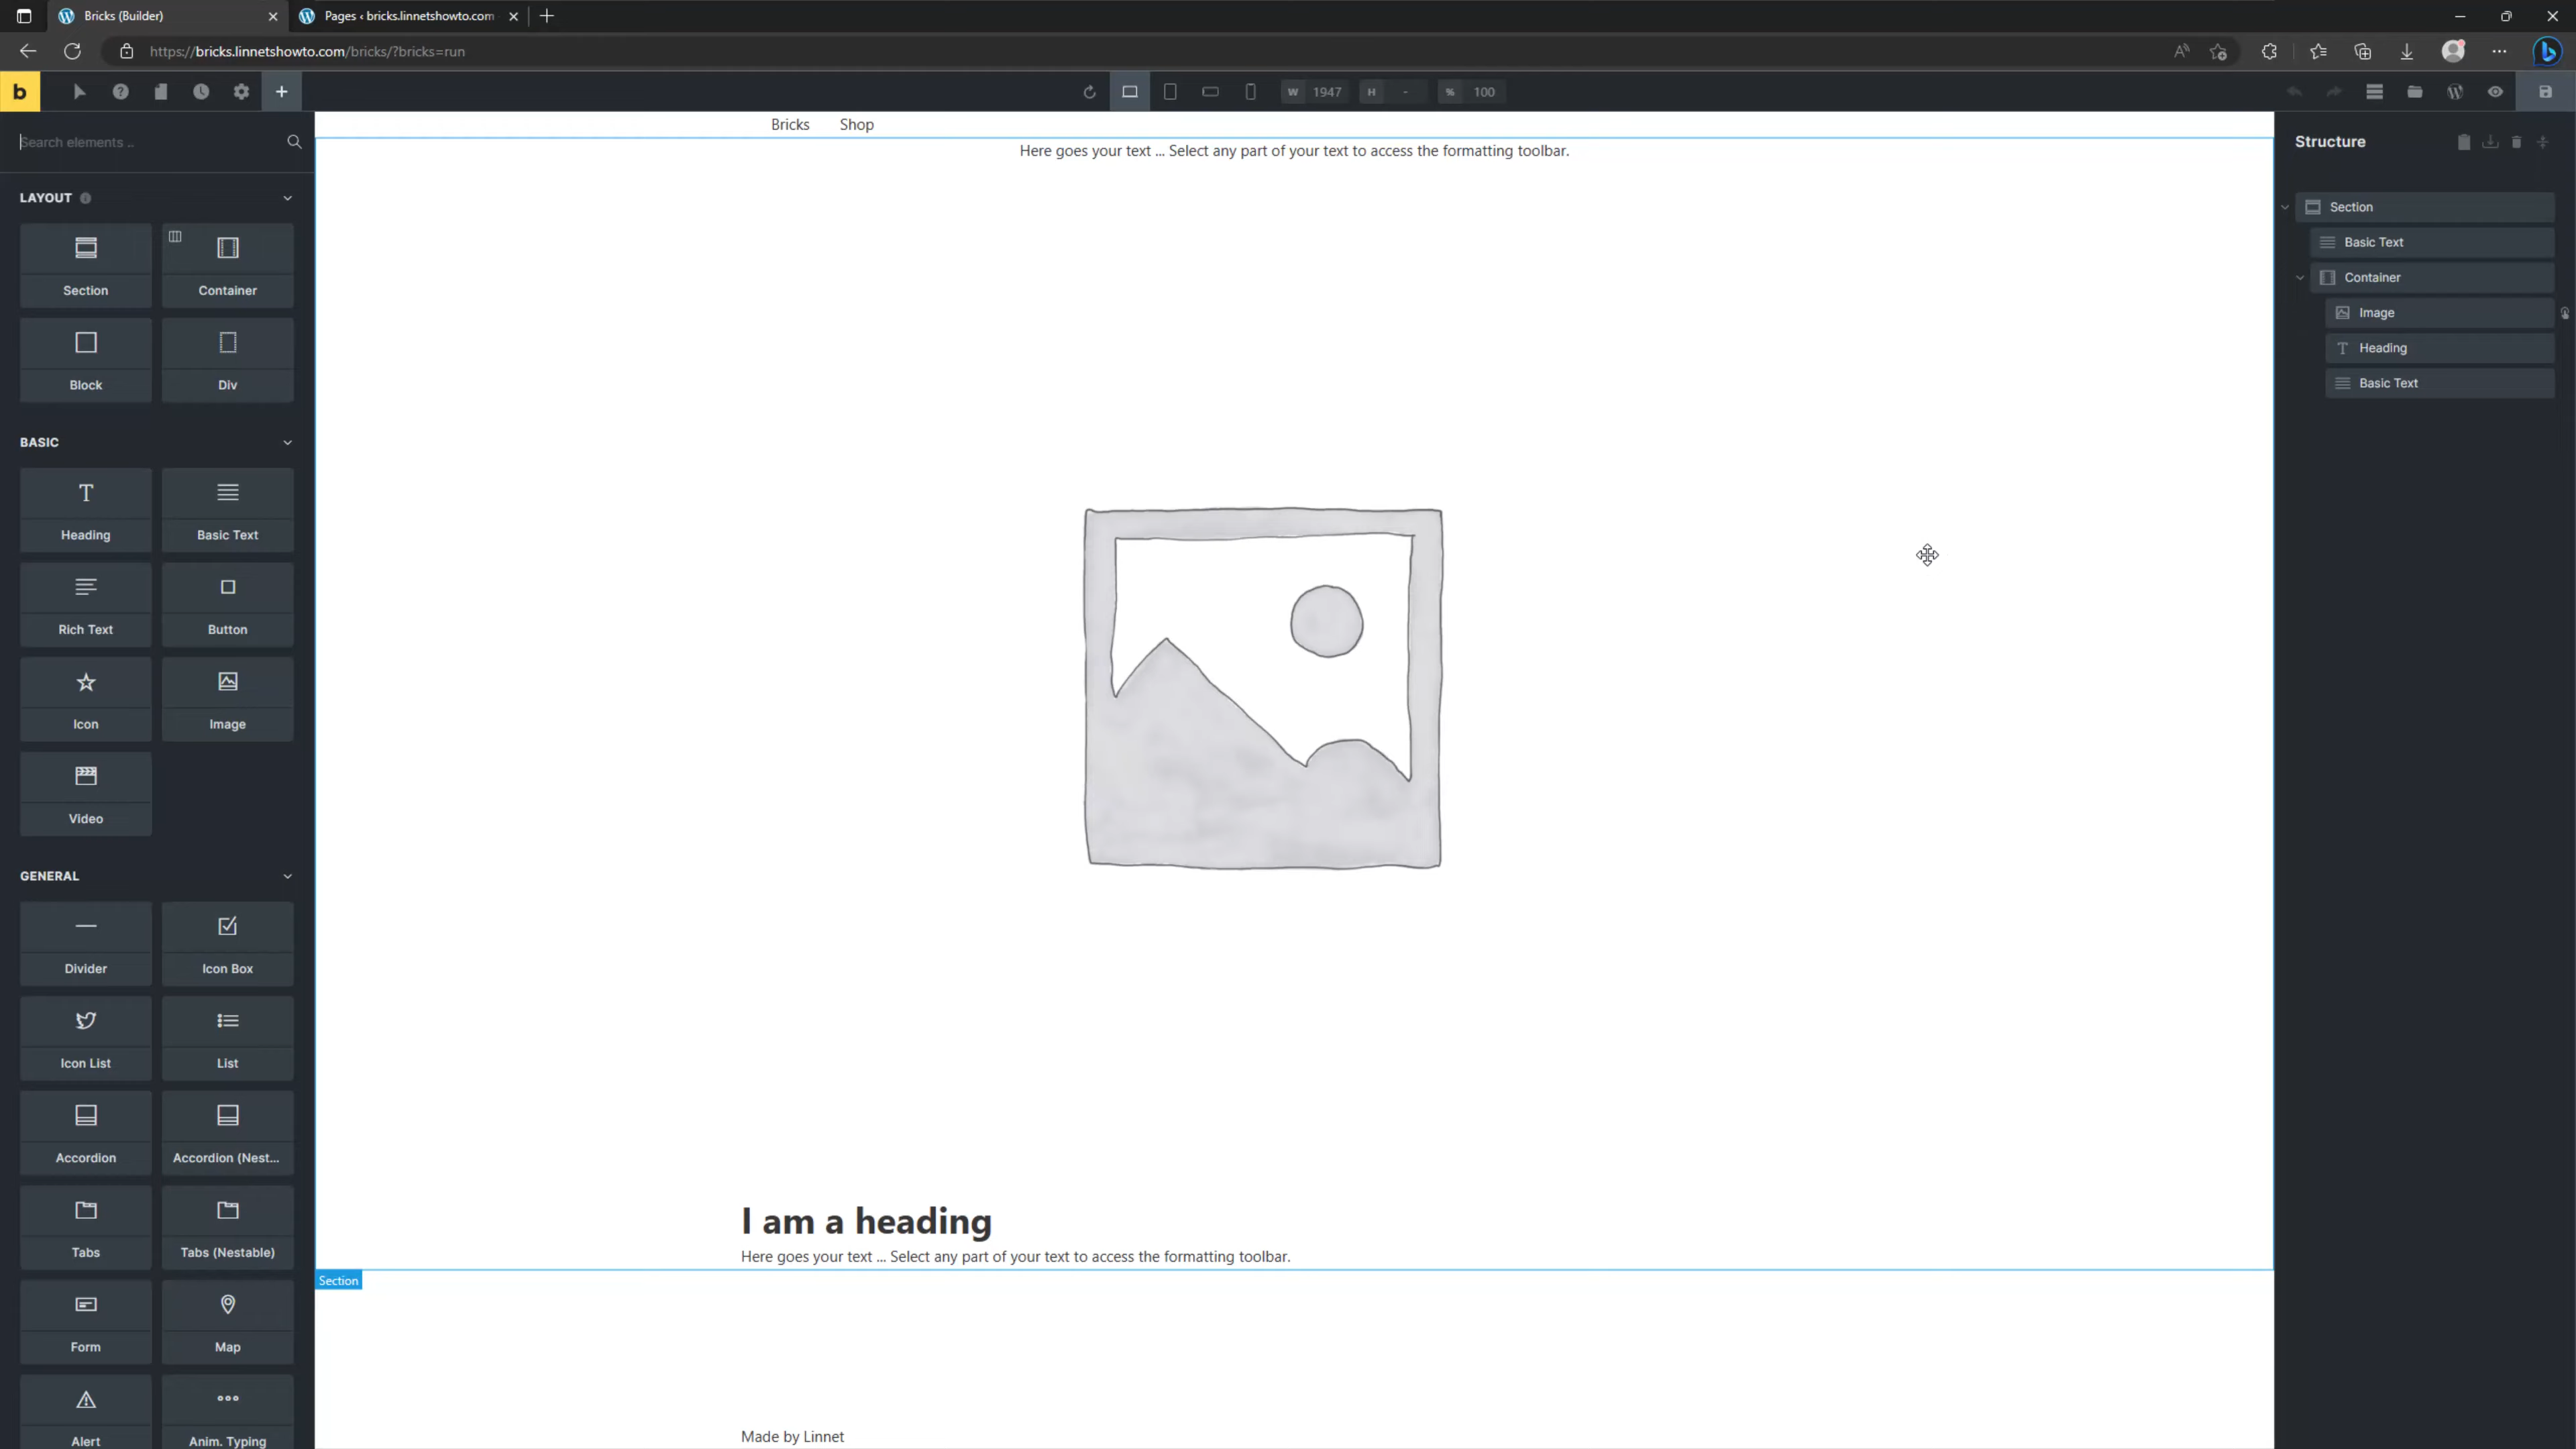 Bricks (Builder)
Pages ‹ bricks.linnetshowto.com
https://bricks.linnetshowto.com/bricks/?bricks=run
b
W 1947 H - % 100
Search elements ..
LAYOUT
Section
Container
Block
Div
BASIC
Heading
Basic Text
Rich Text
Button
Icon
Image
Video
GENERAL
Divider
Icon Box
Icon List
List
Accordion
Accordion (Nest...
Tabs
Tabs (Nestable)
Form
Map
Alert
Anim. Typing
Bricks Shop
Here goes your text ... Select any part of your text to access the formatting toolbar.
I am a heading
Here goes your text ... Select any part of your text to access the formatting toolbar.
Section
Made by Linnet
Structure
Section
Basic Text
Container
Image
Heading
Basic Text